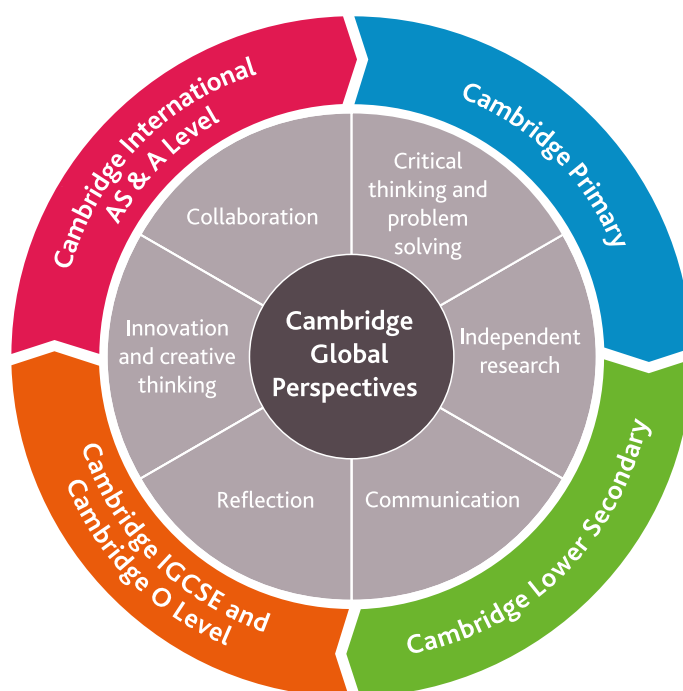 Cambridge International
AS & A Level
Cambridge Primary
Cambridge Lower Secondary
Cambridge IGCSE and
Cambridge O Level
Collaboration
Critical
thinking and
problem
solving
Independent
research
Communication
Reflection
Innovation
and creative
thinking
Cambridge
Global
Perspectives